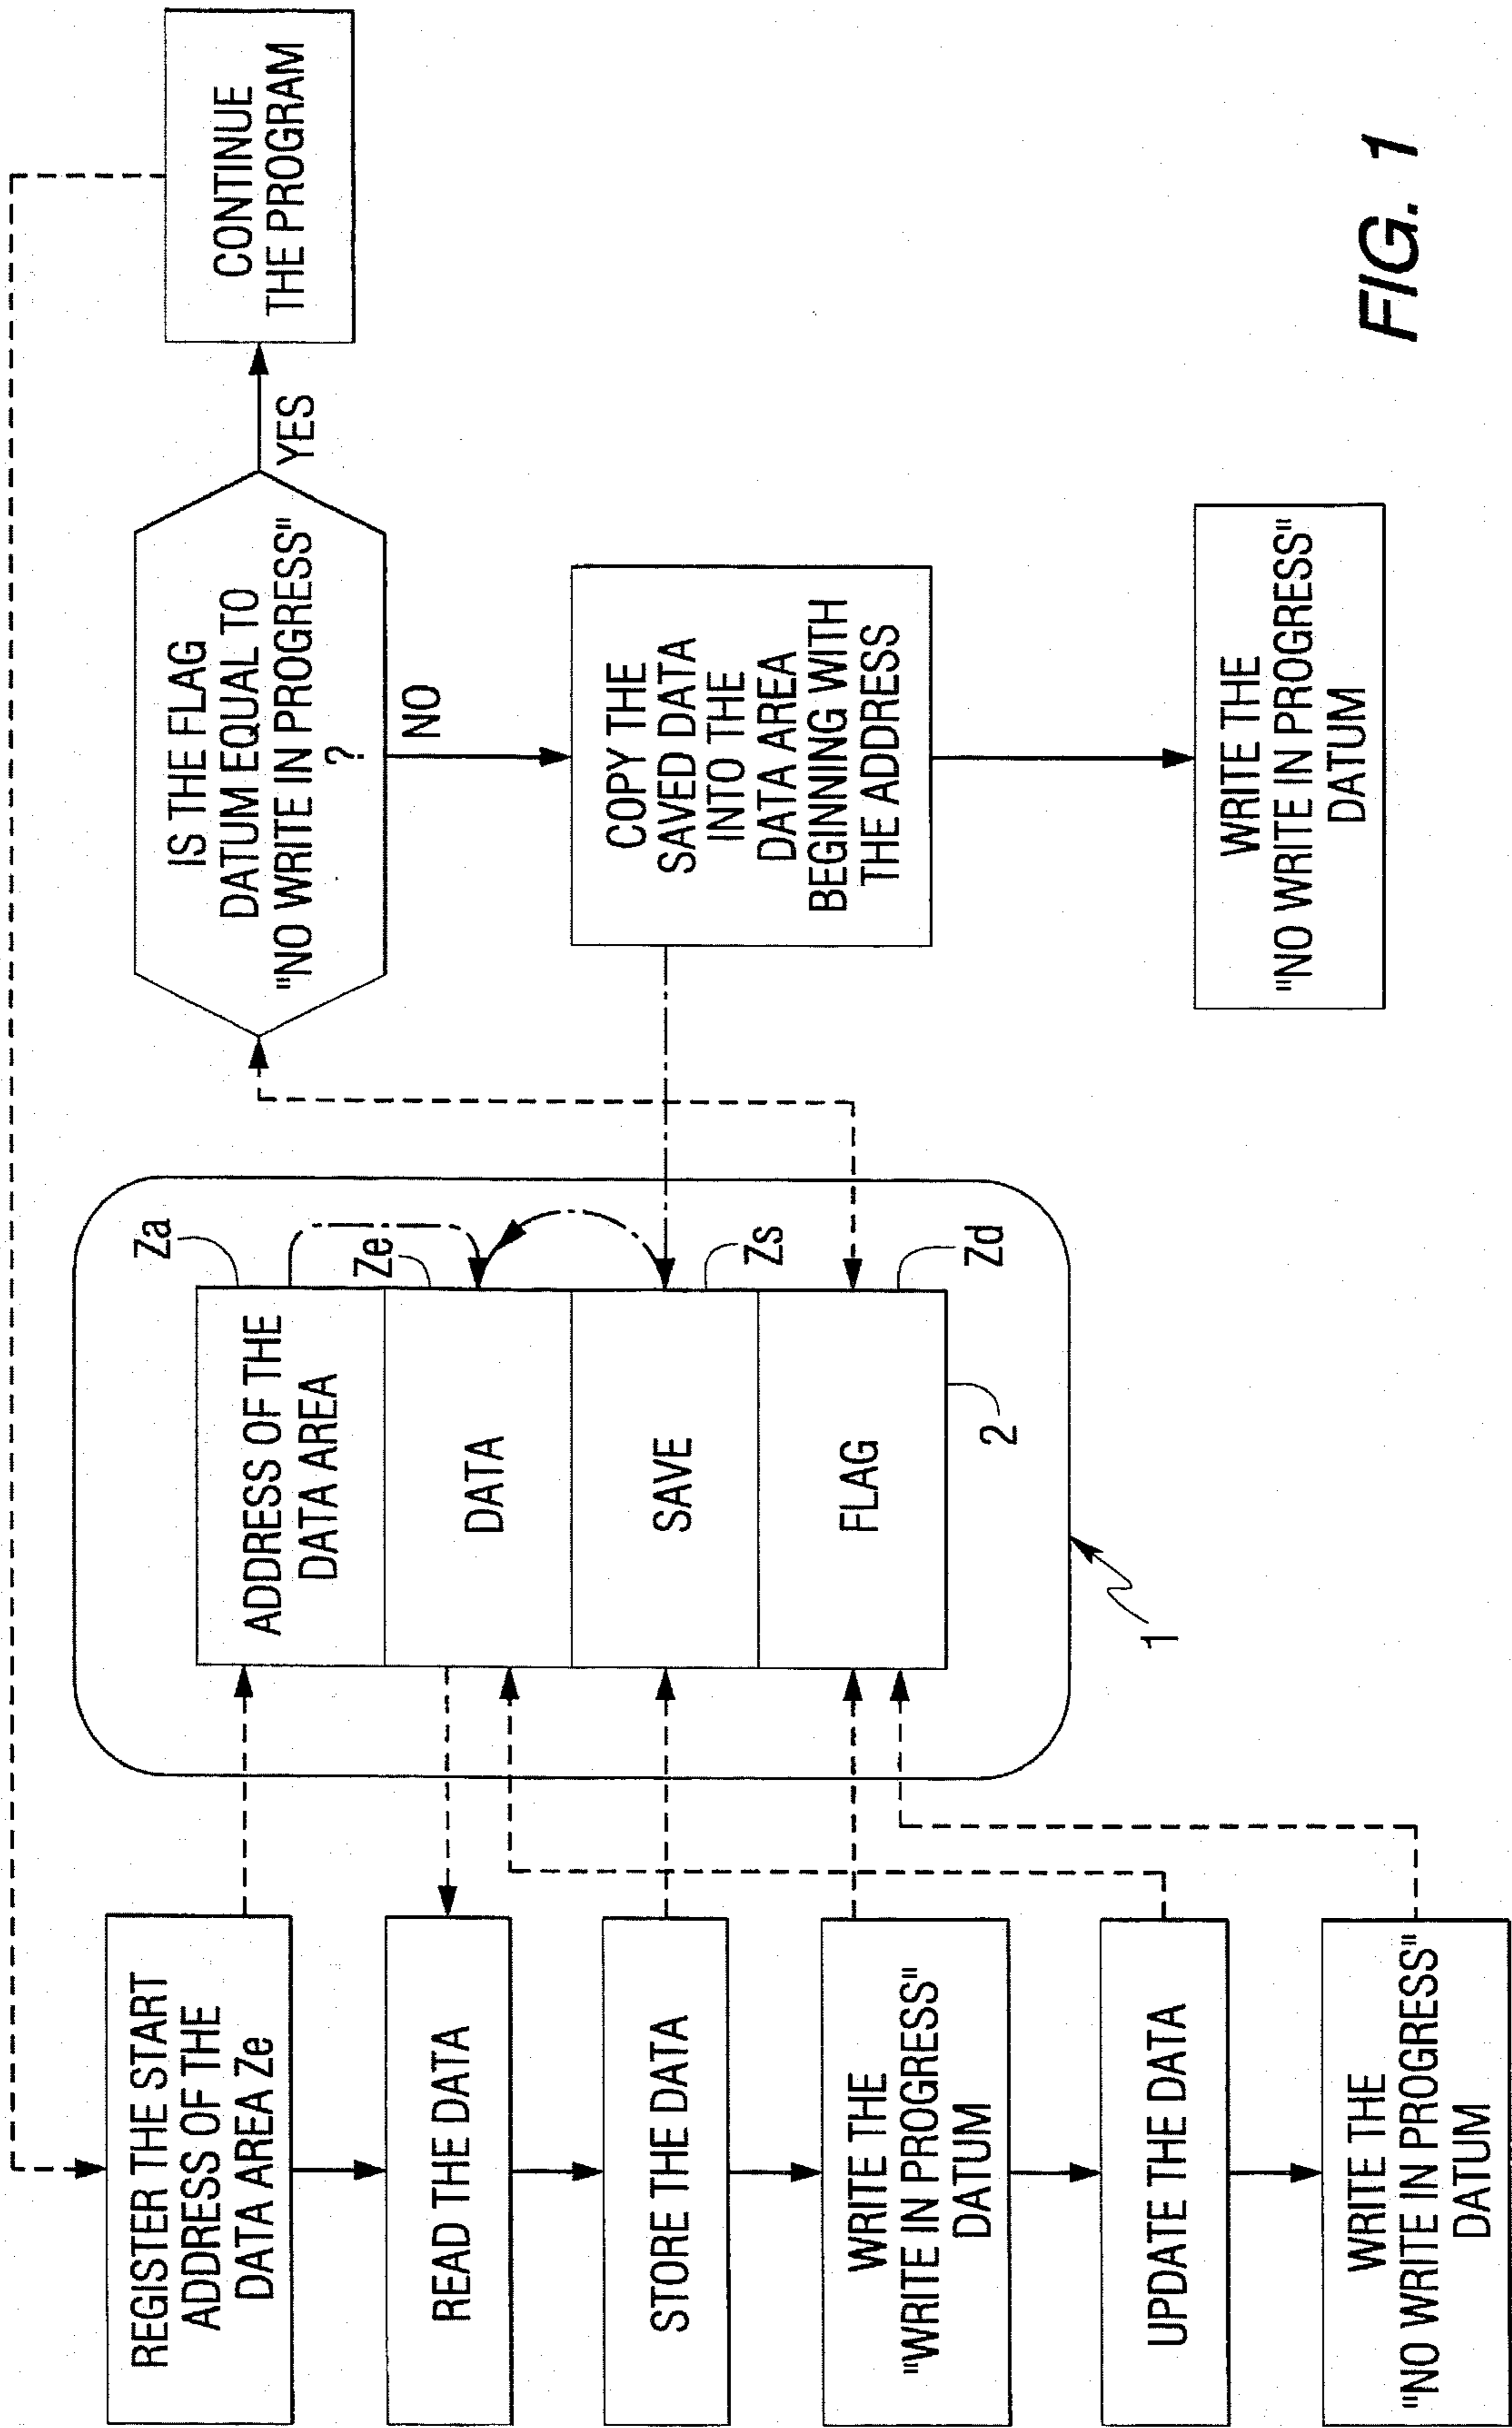 REGISTER THE START
ADDRESS OF THE
DATA AREA Ze
READ THE DATA
STORE THE DATA
WRITE THE
"WRITE IN PROGRESS"
DATUM
UPDATE THE DATA
WRITE THE
"NO WRITE IN PROGRESS"
DATUM
ADDRESS OF THE
DATA AREA
DATA
SAVE
FLAG
Za
Ze
Zs
Zd
2
1
IS THE FLAG
DATUM EQUAL TO
"NO WRITE IN PROGRESS"
?
YES
NO
CONTINUE
THE PROGRAM
COPY THE
SAVED DATA
INTO THE
DATA AREA
BEGINNING WITH
THE ADDRESS
WRITE THE
"NO WRITE IN PROGRESS"
DATUM
FIG. 1